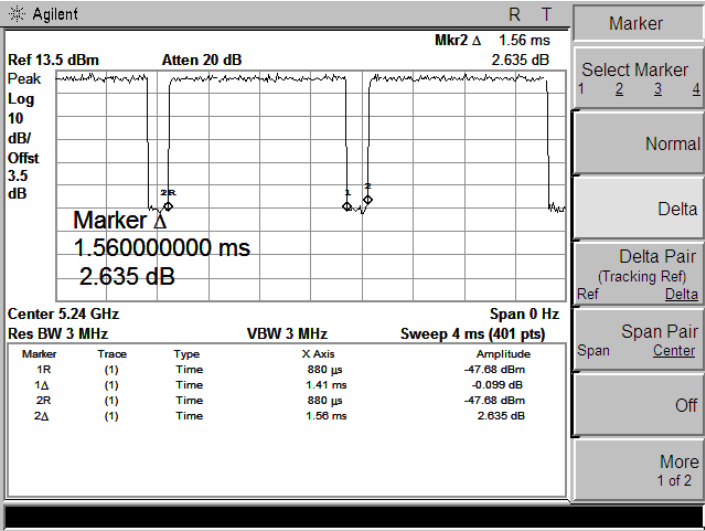 Agilent R T
Mkr2 Δ 1.56 ms
Ref 13.5 dBm Atten 20 dB 2.635 dB
Peak
Log
10
dB/
Offst
3.5
dB
2R 1 2
Marker Δ
1.560000000 ms
2.635 dB
Center 5.24 GHz Span 0 Hz
Res BW 3 MHz VBW 3 MHz Sweep 4 ms (401 pts)
Marker Trace Type X Axis Amplitude
1R (1) Time 880 µs -47.68 dBm
1Δ (1) Time 1.41 ms -0.099 dB
2R (1) Time 880 µs -47.68 dBm
2Δ (1) Time 1.56 ms 2.635 dB
Marker
Select Marker
1 2 3 4
Normal
Delta
Delta Pair
(Tracking Ref)
Ref Delta
Span Pair
Span Center
Off
More
1 of 2